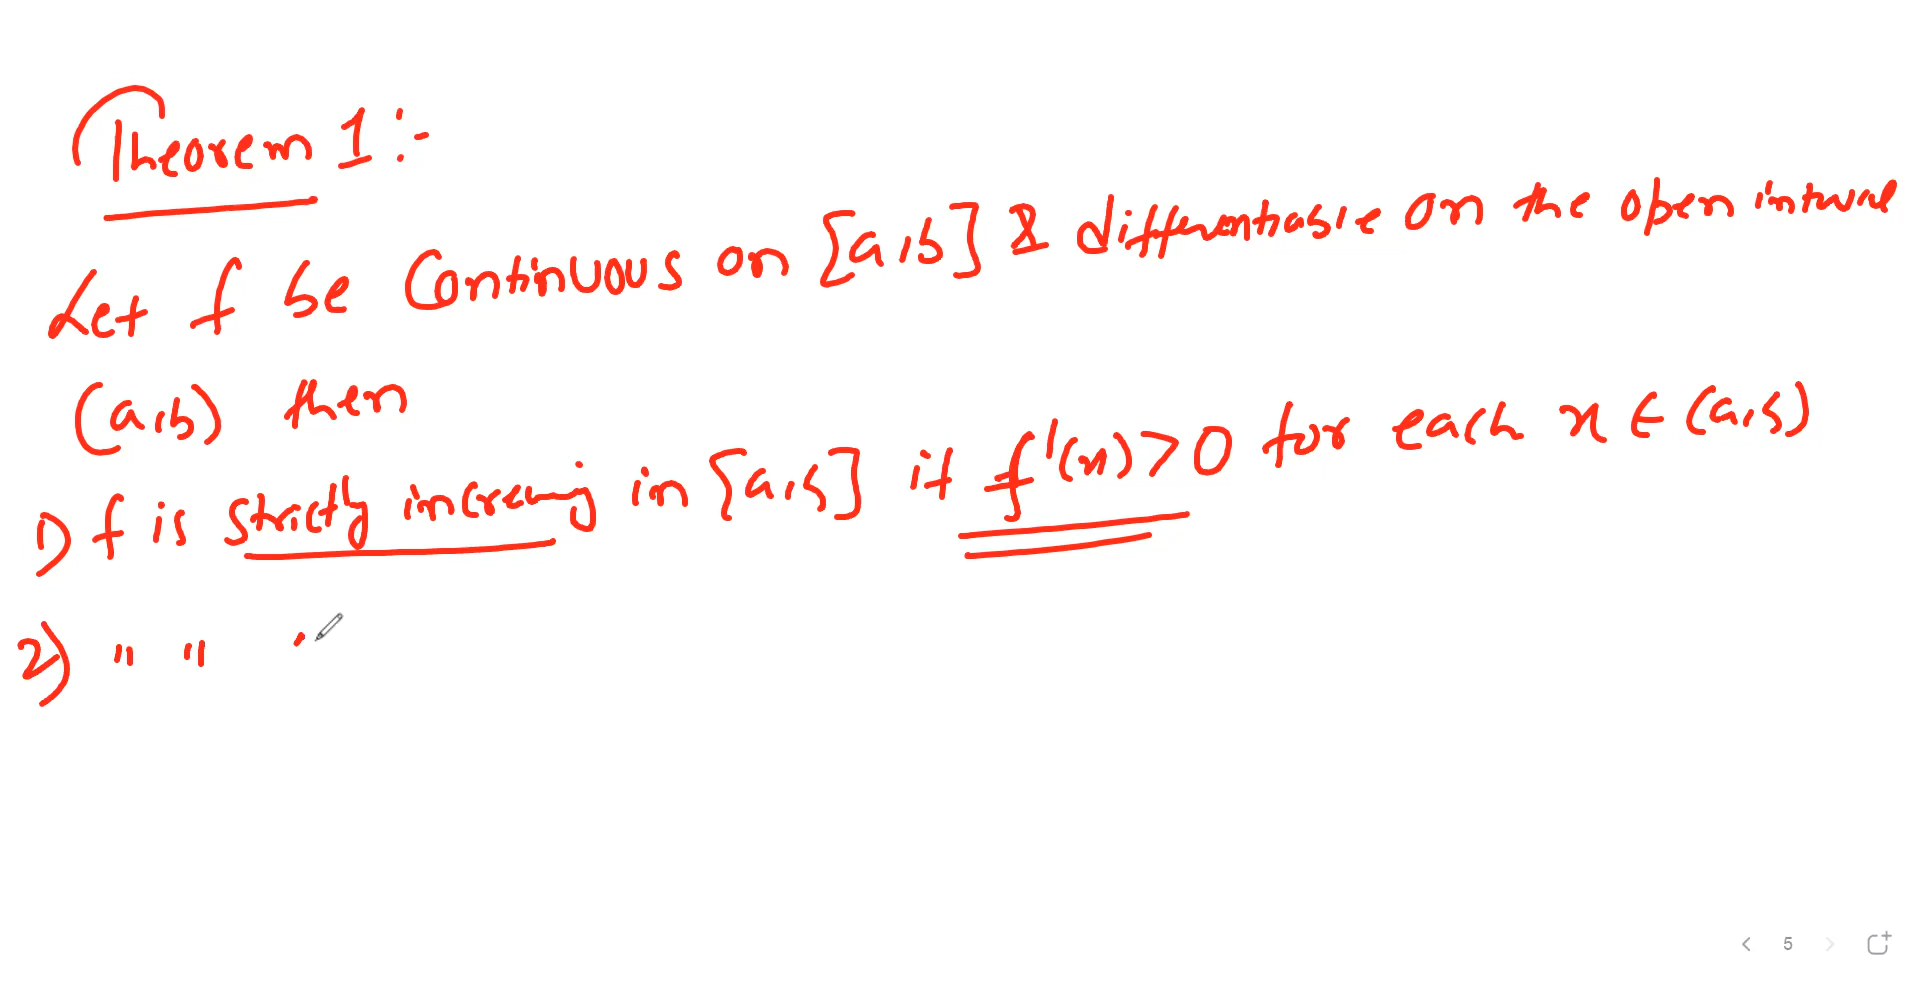 Theorem 1:-
Let f be Continuous on [a,b] & differentiable on the open interval
(a,b) then
1) f is strictly increasing in [a,b] if f'(x)>0 for each x ∈ (a,b)
2) " "
5